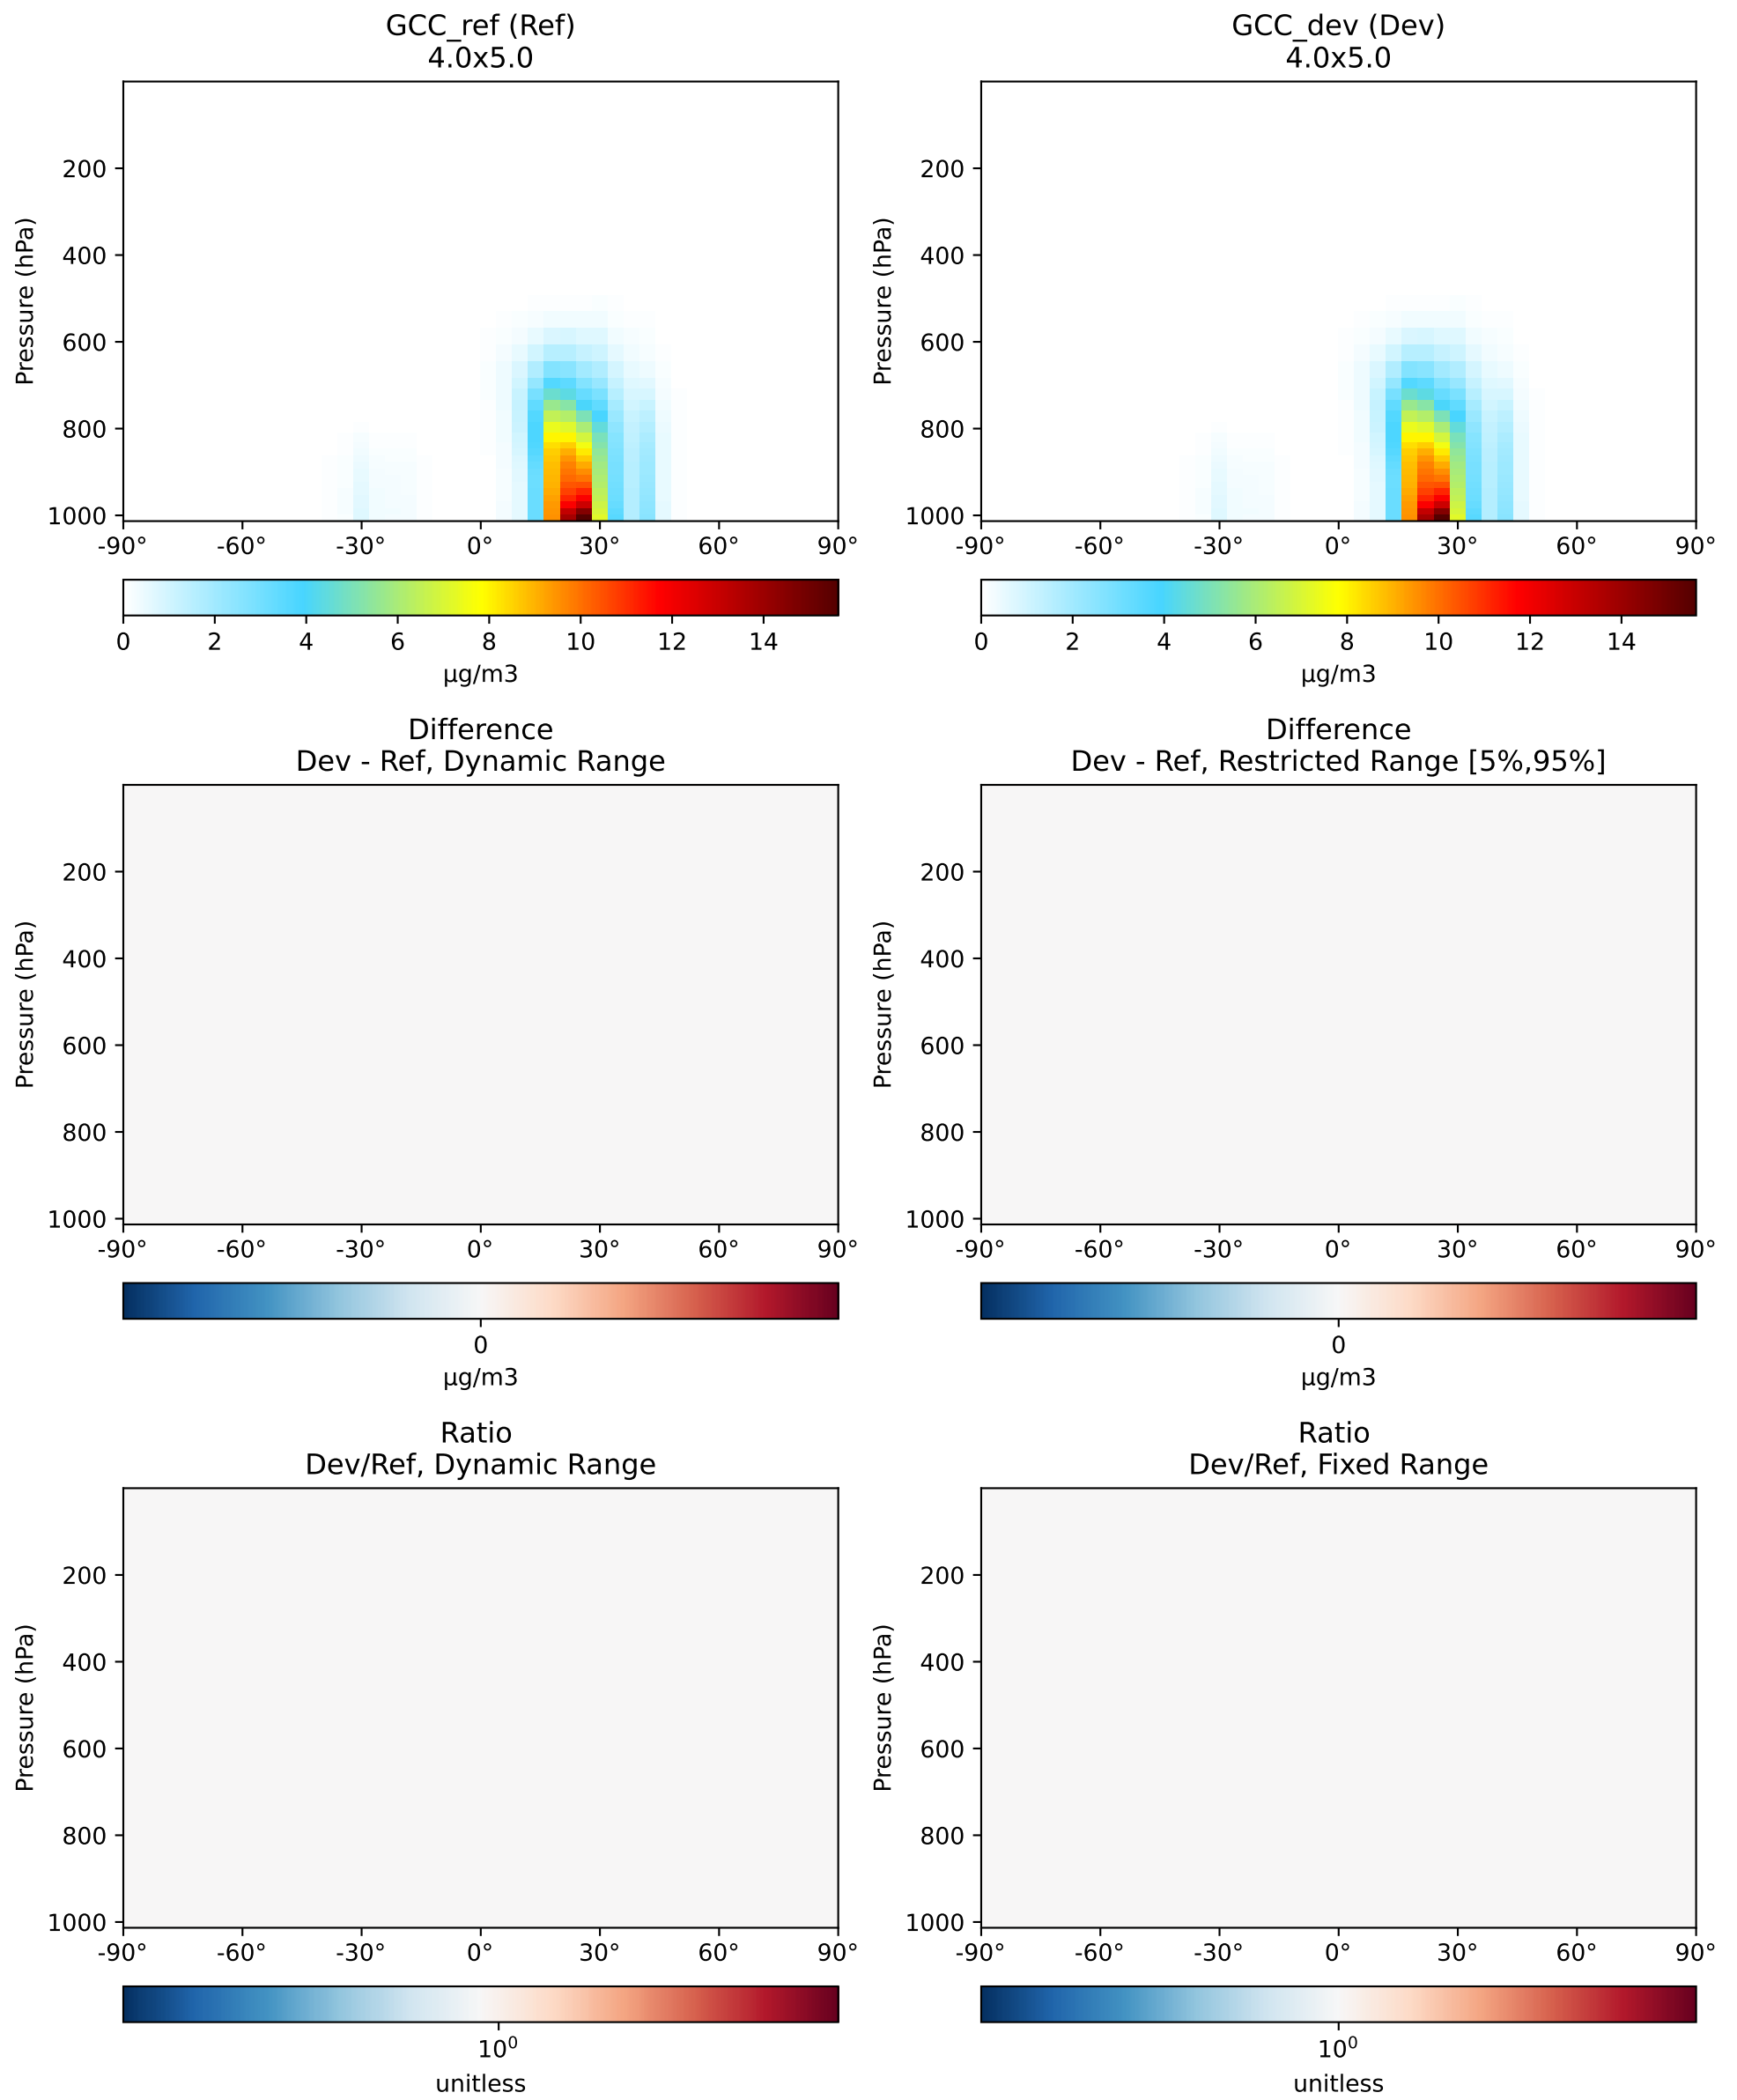 GCC_ref (Ref)
4.0x5.0
GCC_dev (Dev)
4.0x5.0
Pressure (hPa)
200
400
600
800
1000
-90° -60° -30° 0° 30° 60° 90°
0 2 4 6 8 10 12 14
µg/m3
Pressure (hPa)
200
400
600
800
1000
-90° -60° -30° 0° 30° 60° 90°
0 2 4 6 8 10 12 14
µg/m3
Difference
Dev - Ref, Dynamic Range
Pressure (hPa)
200
400
600
800
1000
-90° -60° -30° 0° 30° 60° 90°
0
µg/m3
Difference
Dev - Ref, Restricted Range [5%,95%]
Pressure (hPa)
200
400
600
800
1000
-90° -60° -30° 0° 30° 60° 90°
0
µg/m3
Ratio
Dev/Ref, Dynamic Range
Pressure (hPa)
200
400
600
800
1000
-90° -60° -30° 0° 30° 60° 90°
10⁰
unitless
Ratio
Dev/Ref, Fixed Range
Pressure (hPa)
200
400
600
800
1000
-90° -60° -30° 0° 30° 60° 90°
10⁰
unitless